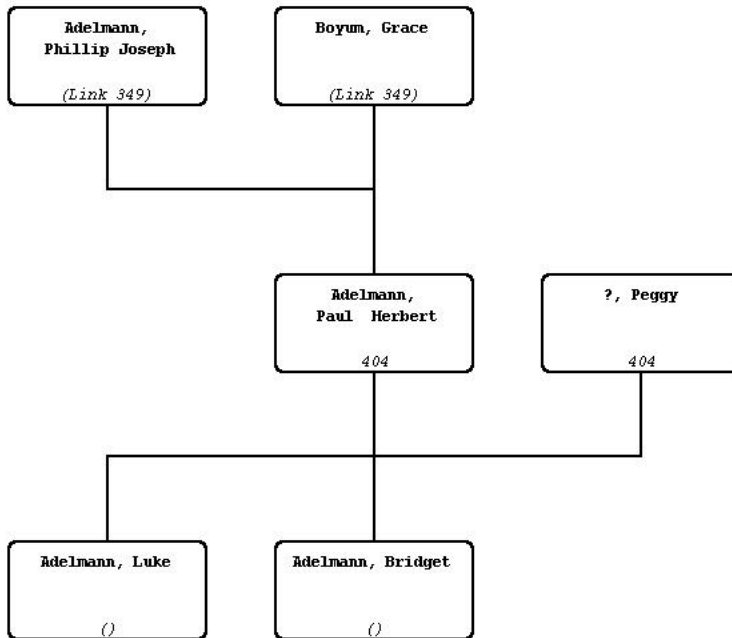 Adelmann,
Phillip Joseph
(Link 349)
Boyum, Grace
(Link 349)
Adelmann,
Paul Herbert
404
?, Peggy
404
Adelmann, Luke
()
Adelmann, Bridget
()